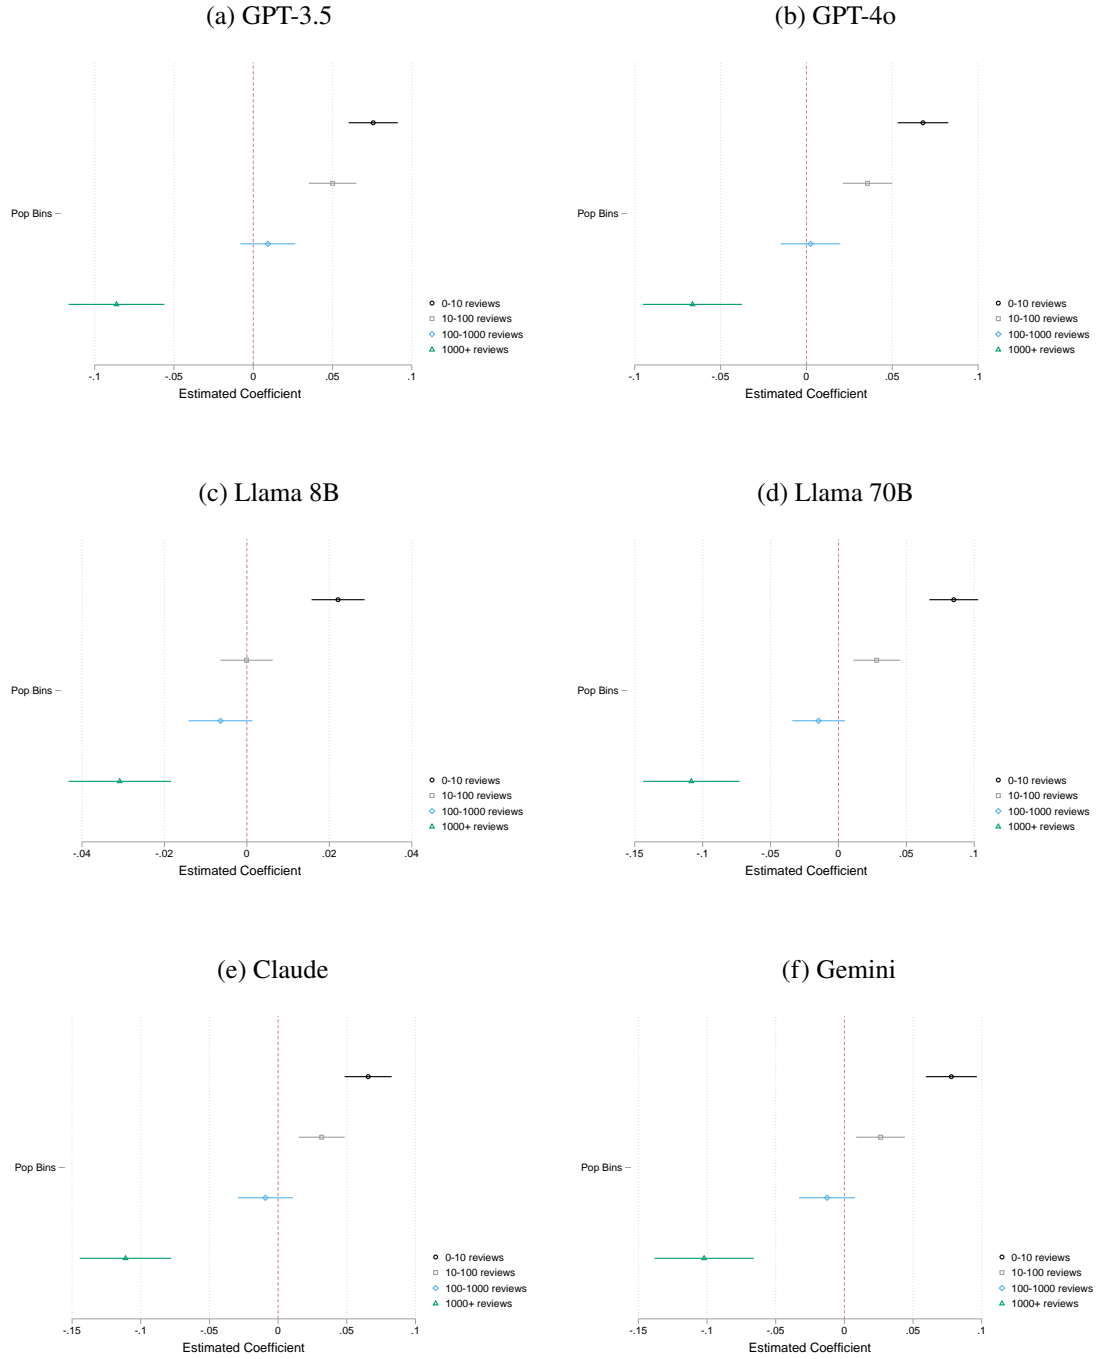 (a) GPT-3.5
Pop Bins
0-10 reviews
10-100 reviews
100-1000 reviews
1000+ reviews
-.1 -.05 0 .05 .1
Estimated Coefficient
(b) GPT-4o
Pop Bins
0-10 reviews
10-100 reviews
100-1000 reviews
1000+ reviews
-.1 -.05 0 .05 .1
Estimated Coefficient
(c) Llama 8B
Pop Bins
0-10 reviews
10-100 reviews
100-1000 reviews
1000+ reviews
-.04 -.02 0 .02 .04
Estimated Coefficient
(d) Llama 70B
Pop Bins
0-10 reviews
10-100 reviews
100-1000 reviews
1000+ reviews
-.15 -.1 -.05 0 .05 .1
Estimated Coefficient
(e) Claude
Pop Bins
0-10 reviews
10-100 reviews
100-1000 reviews
1000+ reviews
-.15 -.1 -.05 0 .05 .1
Estimated Coefficient
(f) Gemini
Pop Bins
0-10 reviews
10-100 reviews
100-1000 reviews
1000+ reviews
-.15 -.1 -.05 0 .05 .1
Estimated Coefficient